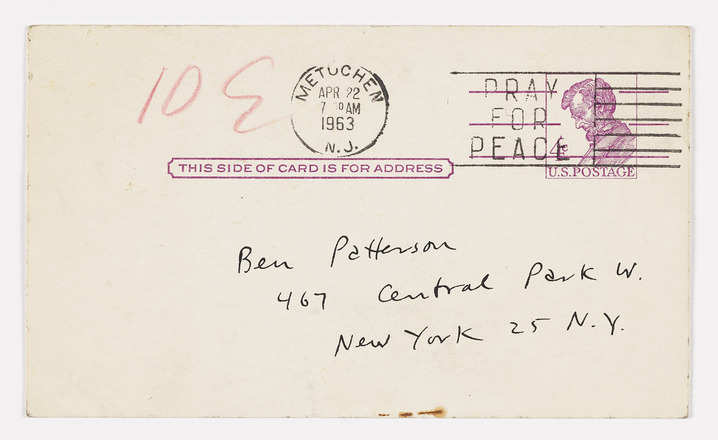 10 E
METUCHEN
APR 22
7 30 AM
1963
N.J.
PRAY
FOR
PEACE
4¢
U.S.POSTAGE
THIS SIDE OF CARD IS FOR ADDRESS
Ben Patterson
467 Central Park W.
New York 25 N.Y.